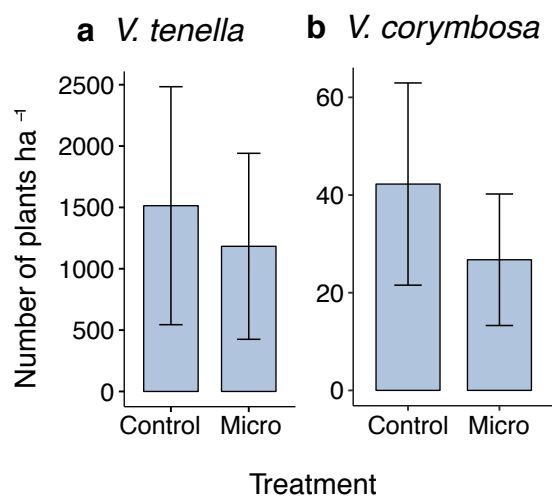 a V. tenella
b V. corymbosa
Number of plants ha ⁻¹
2500
2000
1500
1000
500
0
60
40
20
0
Control Micro
Control Micro
Treatment